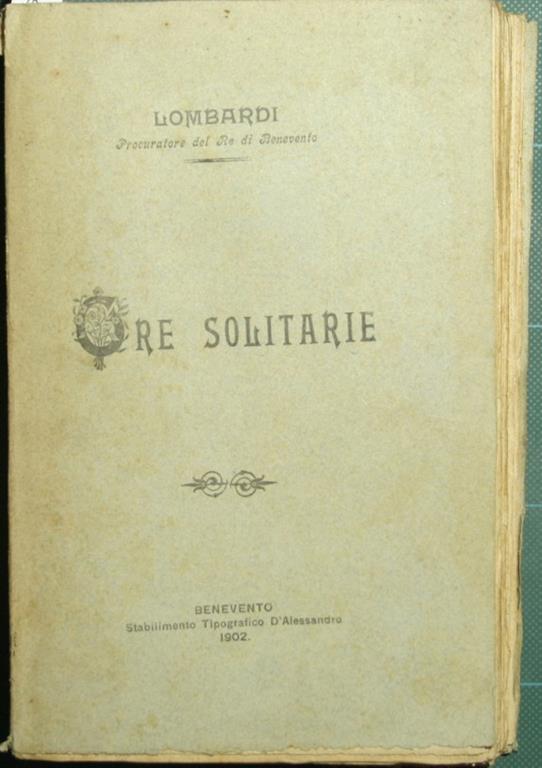 LOMBARDI
Procuratore del Re di Benevento
ORE SOLITARIE
BENEVENTO
Stabilimento Tipografico D'Alessandro
1902.